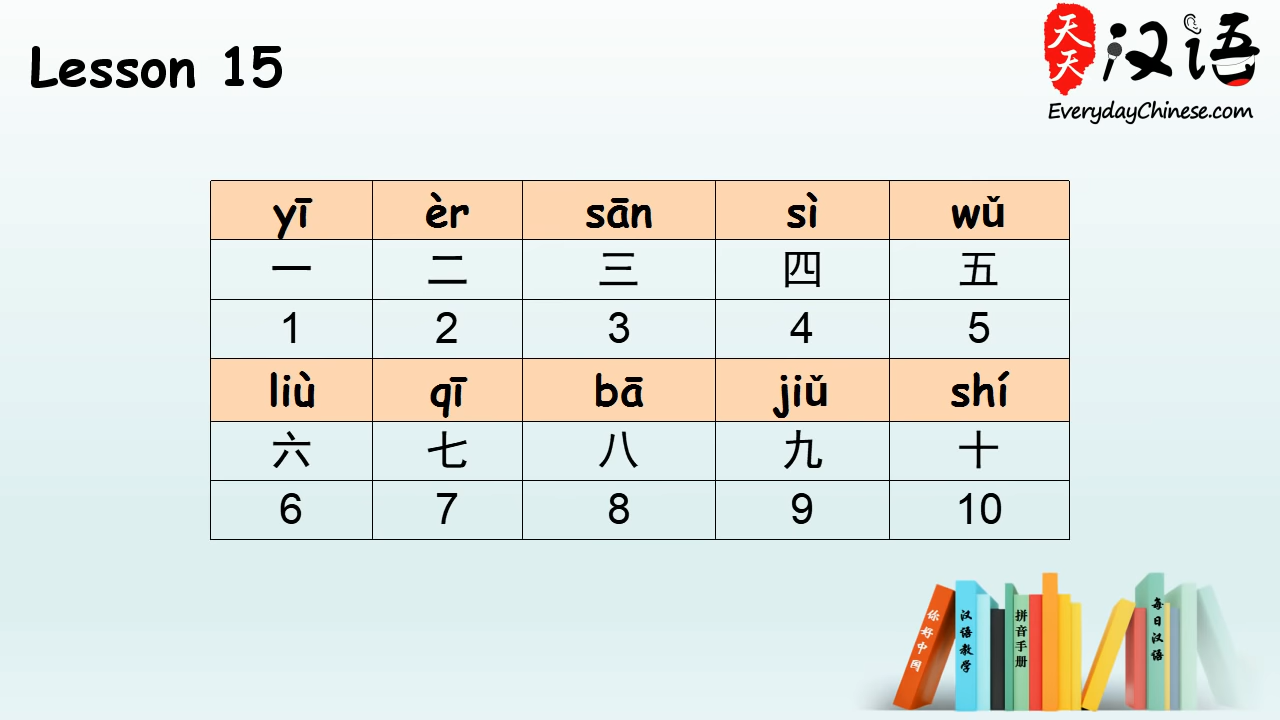 Lesson 15
天天
汉语
EverydayChinese.com
yī èr sān sì wǔ
一 二 三 四 五
1 2 3 4 5
liù qī bā jiǔ shí
六 七 八 九 十
6 7 8 9 10
你好中国
汉语教学
拼音手册
每日汉语